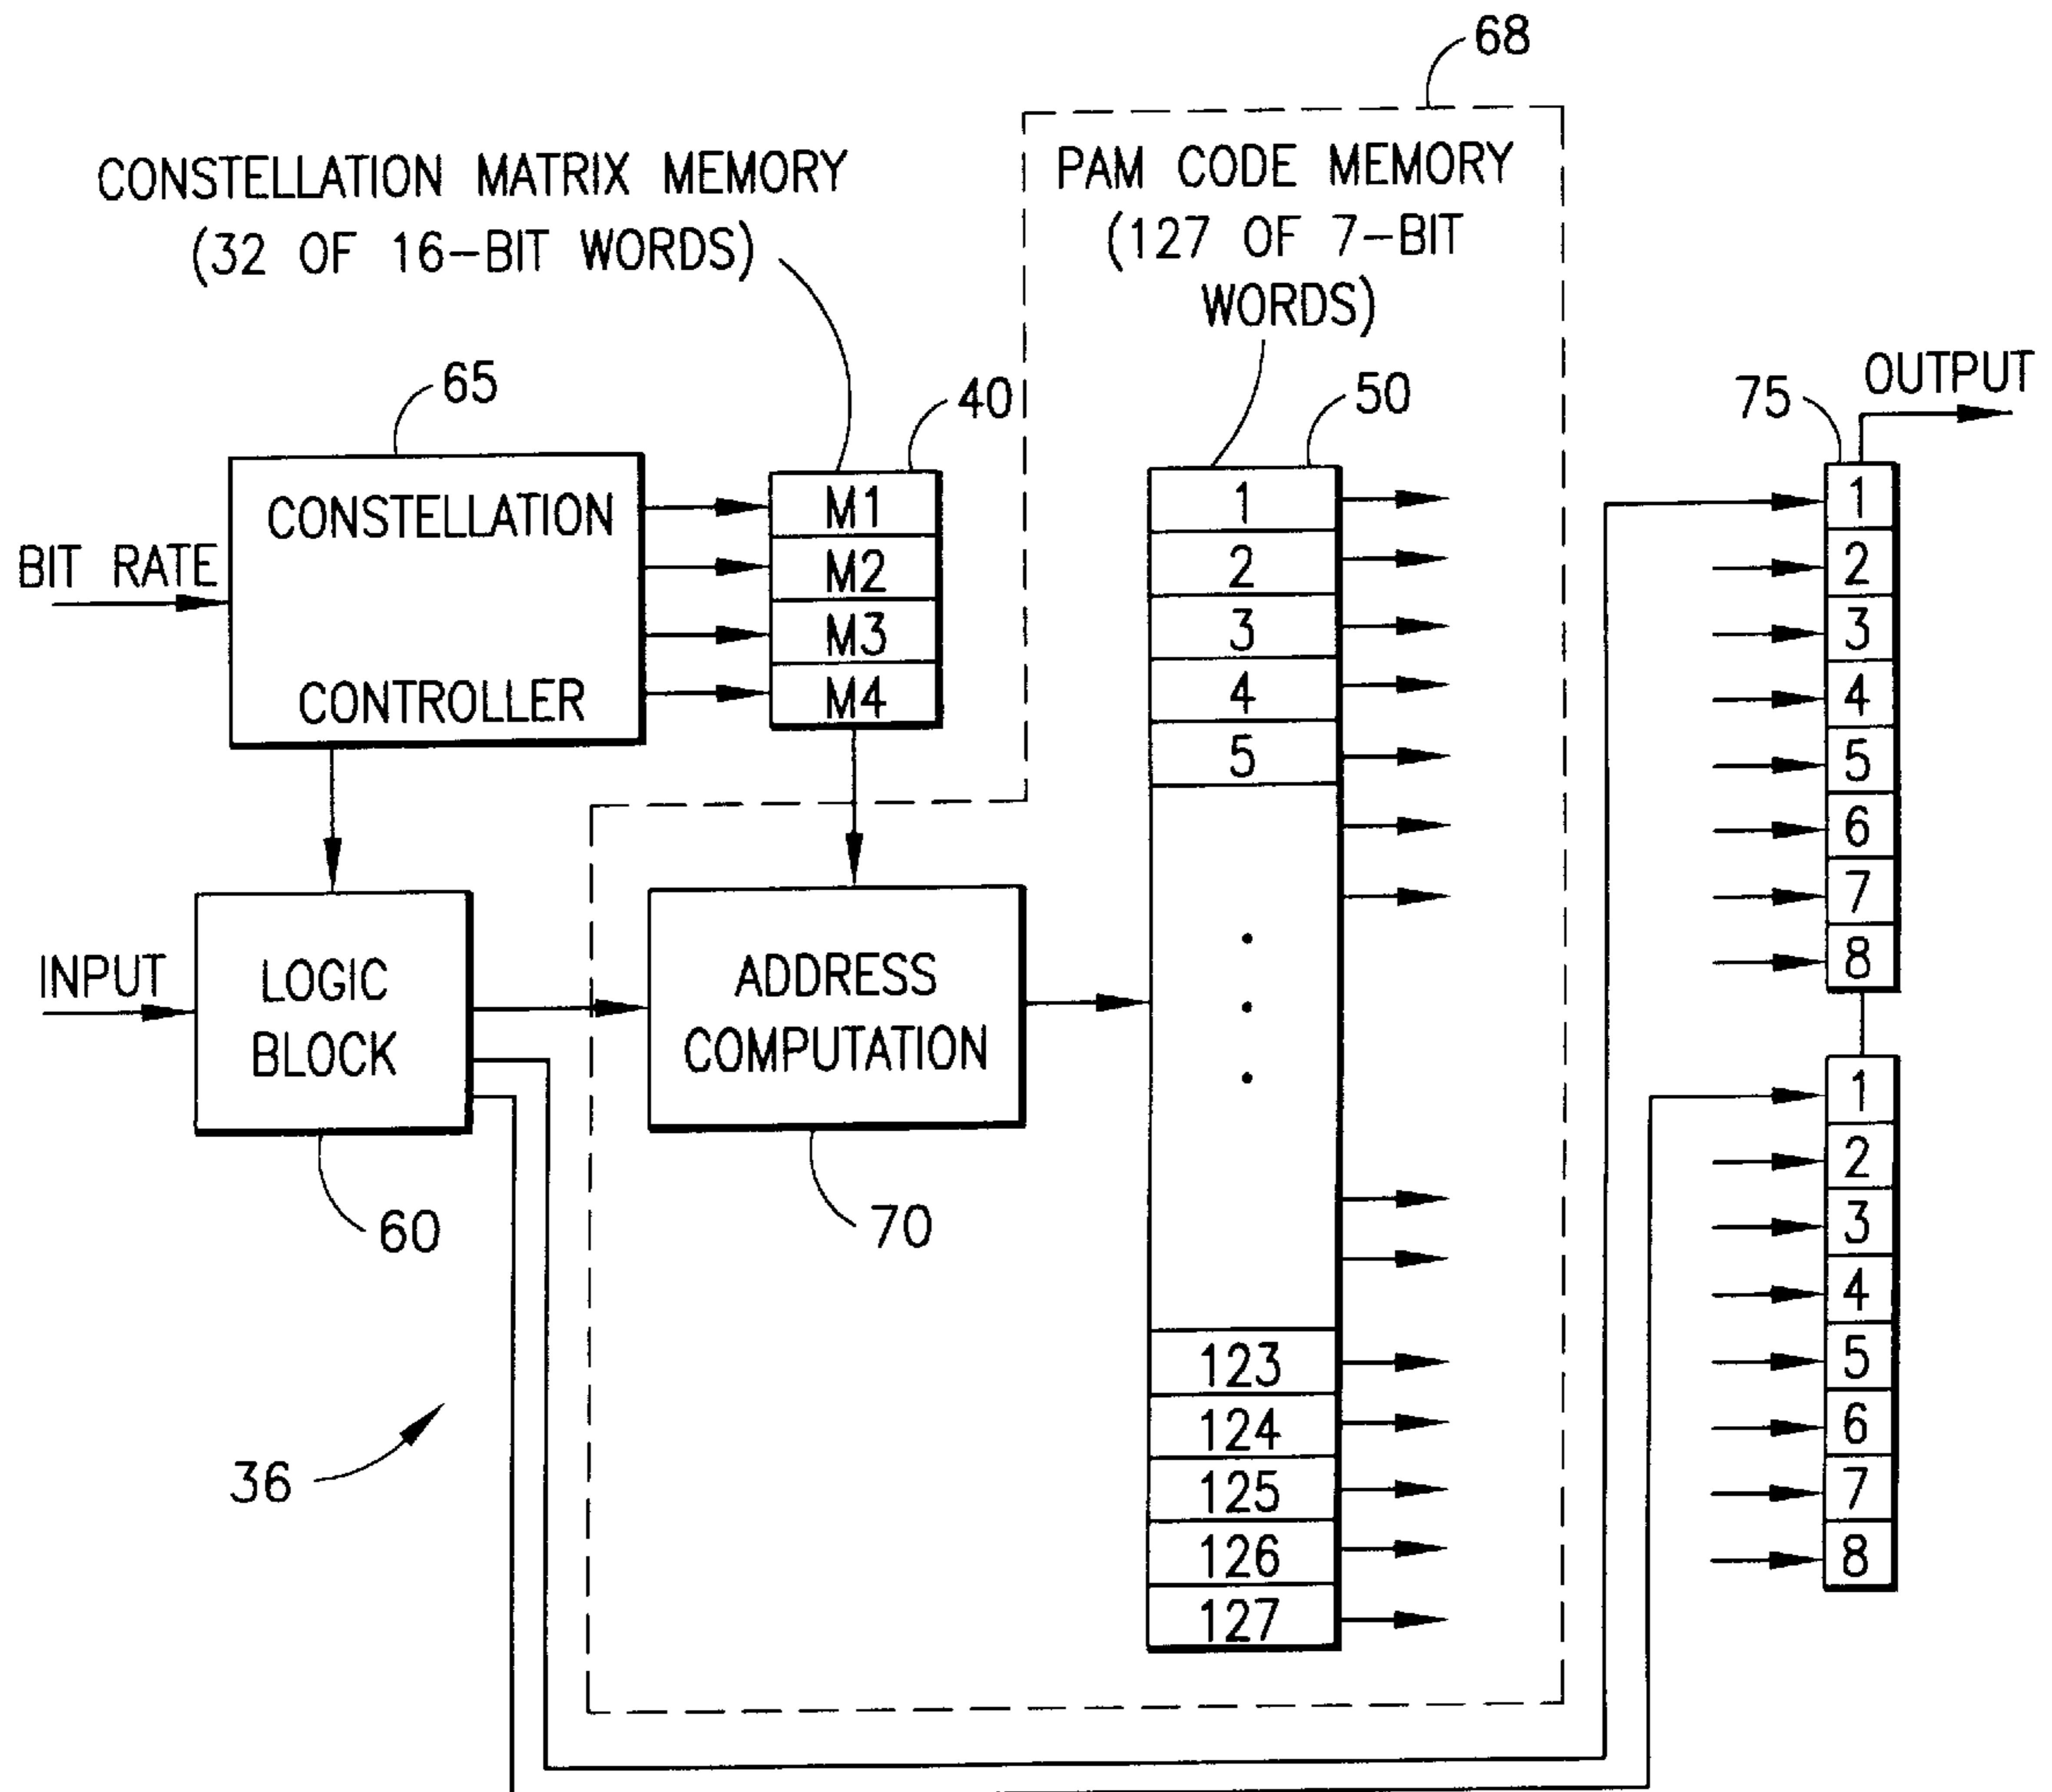 68
CONSTELLATION MATRIX MEMORY
(32 OF 16-BIT WORDS)
PAM CODE MEMORY
(127 OF 7-BIT
WORDS)
65
40
50
75
OUTPUT
BIT RATE
CONSTELLATION
CONTROLLER
M1
M2
M3
M4
1
2
3
4
5
123
124
125
126
127
1
2
3
4
5
6
7
8
1
2
3
4
5
6
7
8
INPUT
LOGIC
BLOCK
ADDRESS
COMPUTATION
60
70
36